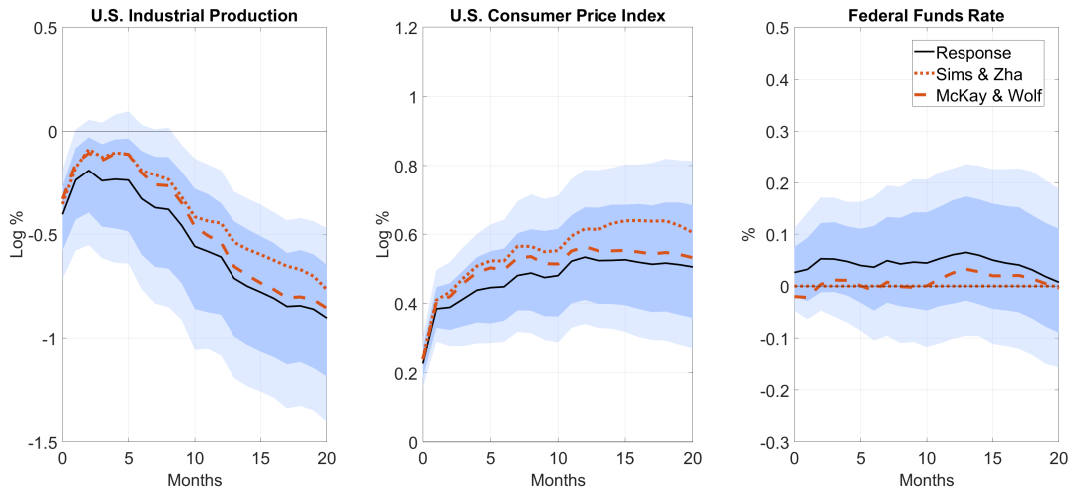 U.S. Industrial Production
Log %
0.5
0
-0.5
-1
-1.5
0 5 10 15 20
Months
U.S. Consumer Price Index
Log %
1.2
1
0.8
0.6
0.4
0.2
0
0 5 10 15 20
Months
Federal Funds Rate
%
0.5
0.4
0.3
0.2
0.1
0
-0.1
-0.2
-0.3
0 5 10 15 20
Months
Response
Sims & Zha
McKay & Wolf